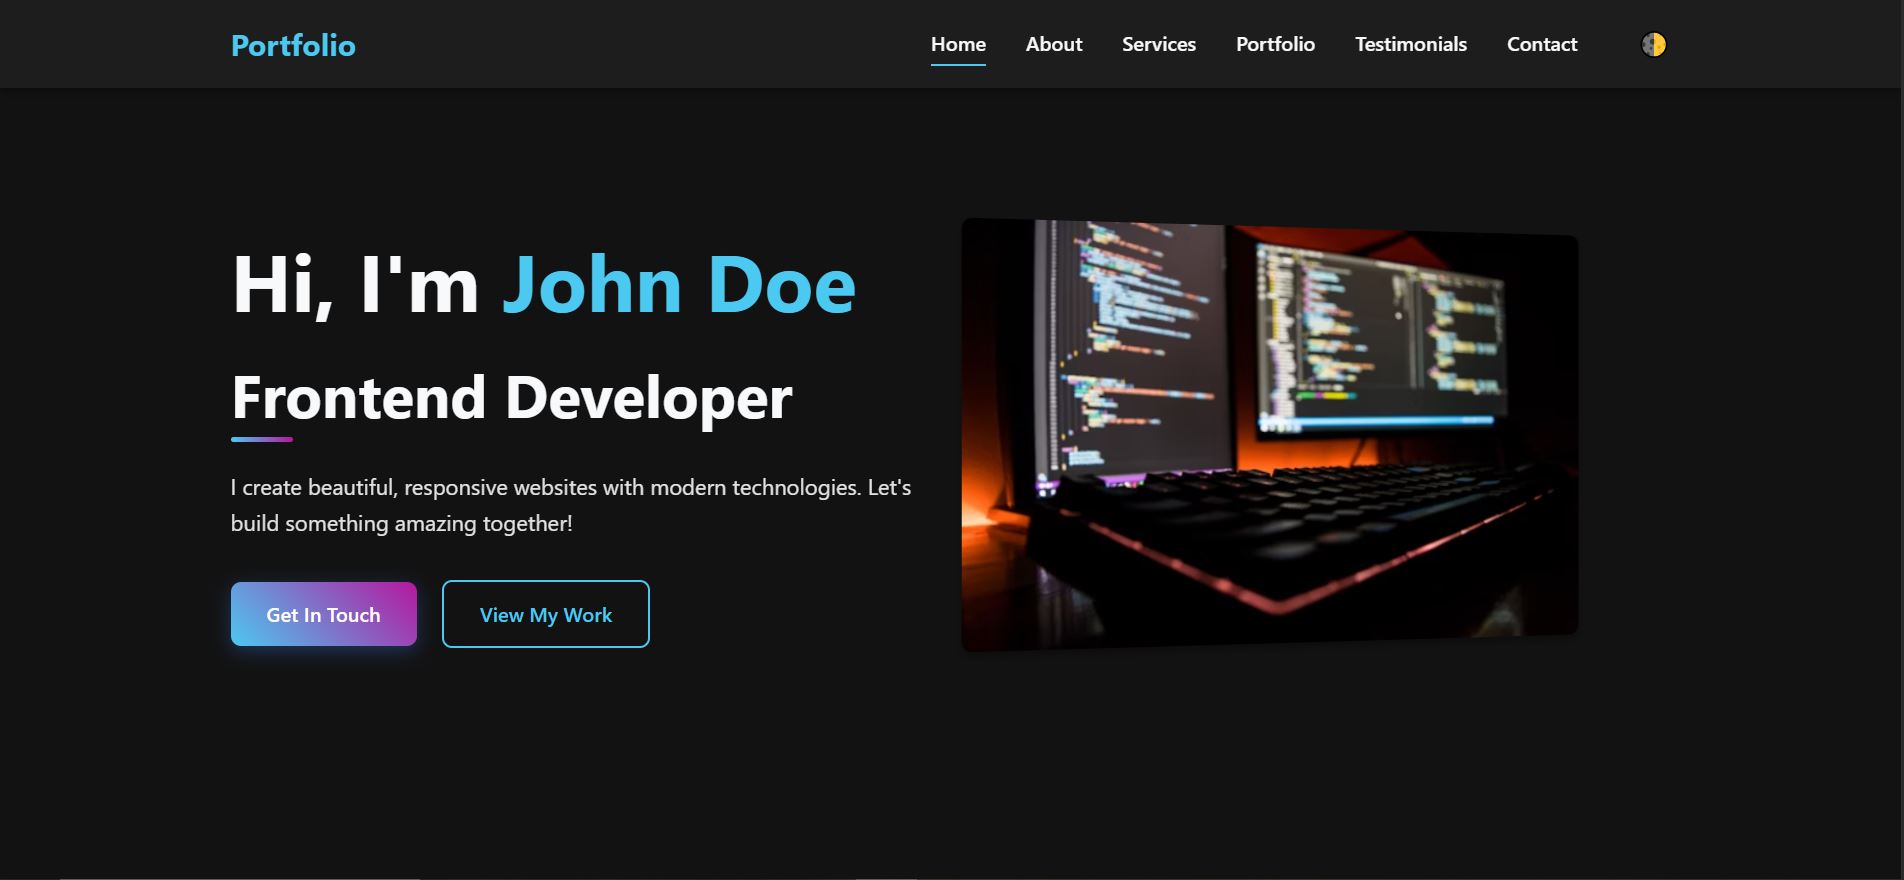 Portfolio
Home About Services Portfolio Testimonials Contact
Hi, I'm John Doe
Frontend Developer
I create beautiful, responsive websites with modern technologies. Let's
build something amazing together!
Get In Touch View My Work